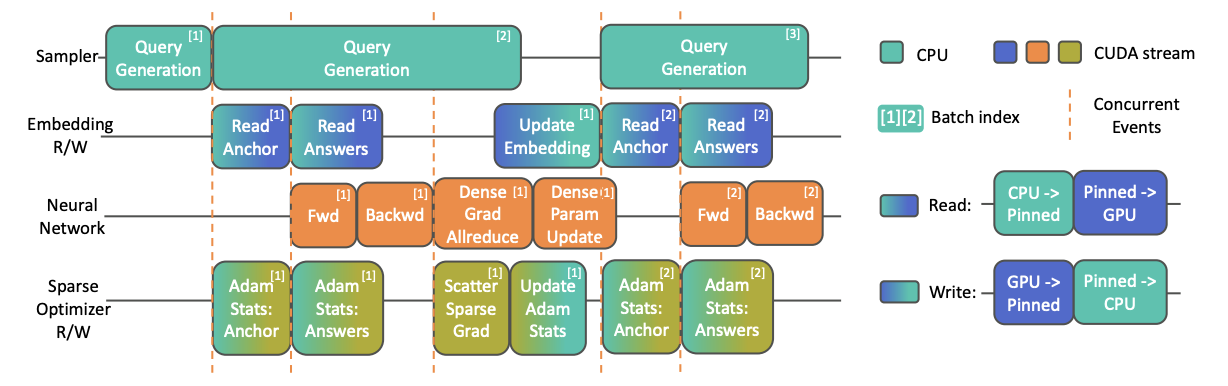 Sampler
Query
Generation
[1]
Query
Generation
[2]
Query
Generation
[3]
Embedding
R/W
Read
Anchor
[1]
Read
Answers
[1]
Update
Embedding
[1]
Read
Anchor
[2]
Read
Answers
[2]
Neural
Network
Fwd
[1]
Backwd
[1]
Dense
Grad
Allreduce
[1]
Dense
Param
Update
[1]
Fwd
[2]
Backwd
[2]
Sparse
Optimizer
R/W
Adam
Stats:
Anchor
[1]
Adam
Stats:
Answers
[1]
Scatter
Sparse
Grad
[1]
Update
Adam
Stats
[1]
Adam
Stats:
Anchor
[2]
Adam
Stats:
Answers
[2]
CPU
CUDA stream
[1][2] Batch index
Concurrent
Events
Read:
CPU ->
Pinned
Pinned ->
GPU
Write:
GPU ->
Pinned
Pinned ->
CPU